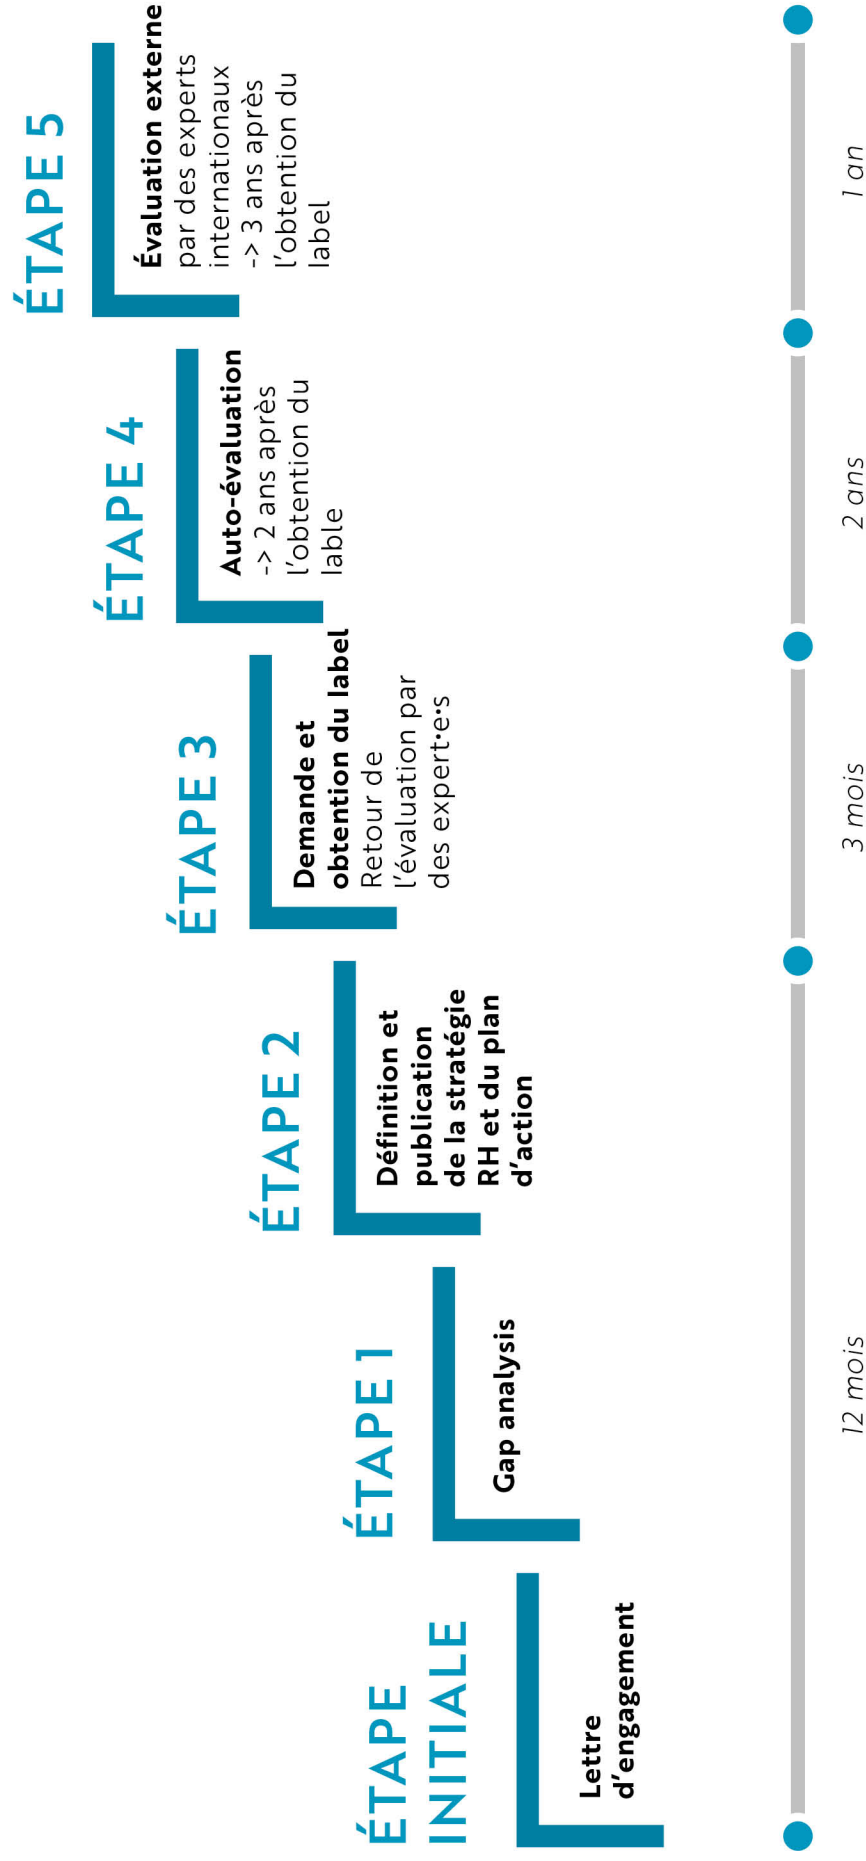 ÉTAPE
INITIALE
Lettre
d'engagement
ÉTAPE 1
Gap analysis
ÉTAPE 2
Définition et
publication
de la stratégie
RH et du plan
d'action
ÉTAPE 3
Demande et
obtention du label
Retour de
l'évaluation par
des expert·e·s
ÉTAPE 4
Auto-évaluation
-> 2 ans après
l'obtention du
lable
ÉTAPE 5
Évaluation externe
par des experts
internationaux
-> 3 ans après
l'obtention du
label
12 mois
3 mois
2 ans
1 an